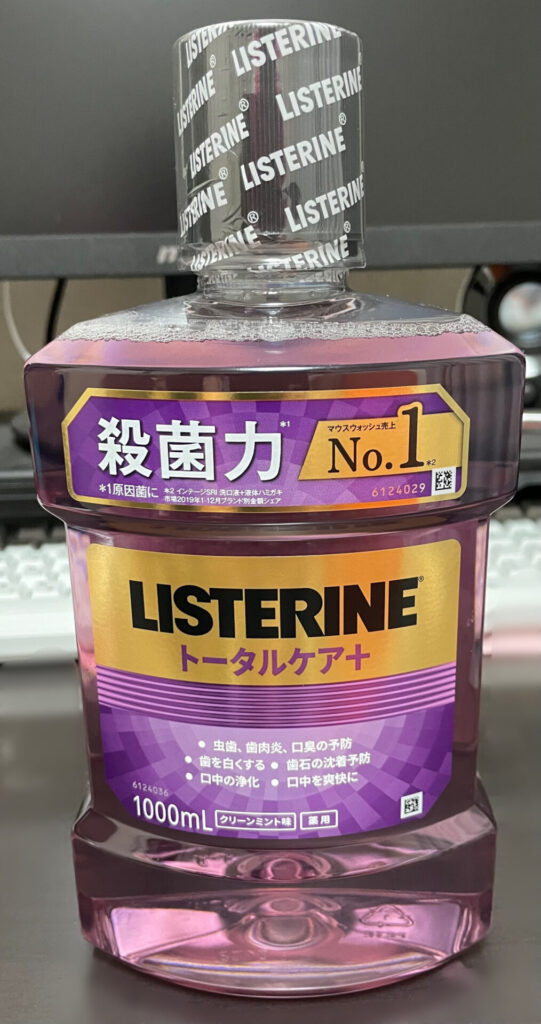 LISTERINE
LISTERINE®
LISTERINE
LISTERINE®
LISTERINE®
LISTERINE®
LISTERINE
LISTERINE
LISTERINE
殺菌力*1
マウスウォッシュ売上
No.1*2
*1原因菌に
*2 インテージSRI 洗口液+液体ハミガキ
市場2019年1-12月ブランド別金額シェア
6124029
LISTERINE®
トータルケア+
● 虫歯、歯肉炎、口臭の予防
● 歯を白くする ● 歯石の沈着予防
● 口中の浄化 ● 口中を爽快に
6124036
1000mL クリーンミント味 薬用